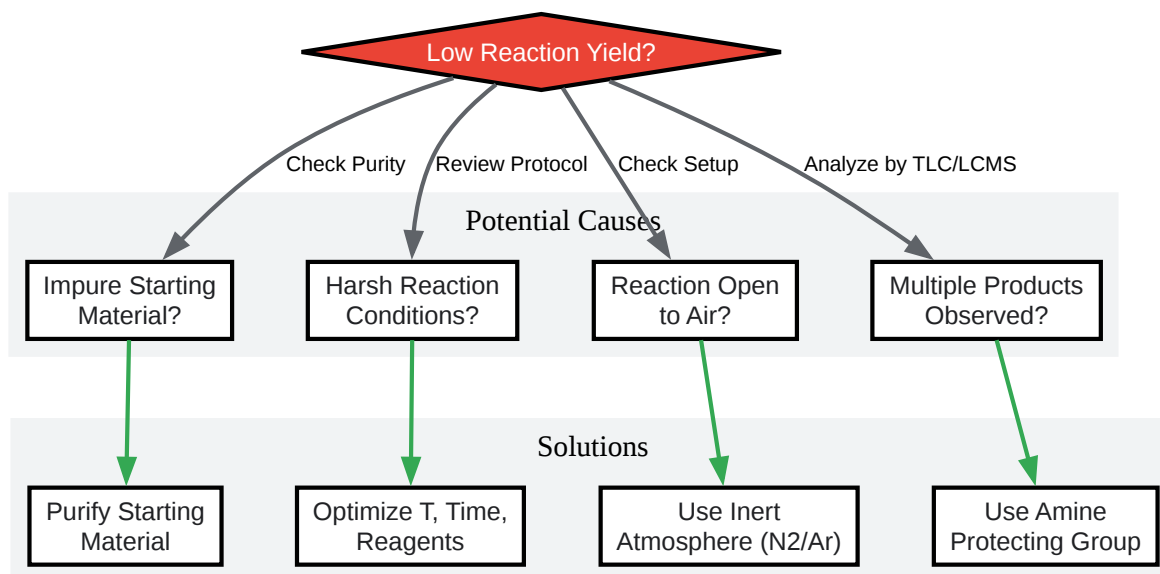 Low Reaction Yield?
Check Purity
Review Protocol
Check Setup
Analyze by TLC/LCMS
Potential Causes
Impure Starting
Material?
Harsh Reaction
Conditions?
Reaction Open
to Air?
Multiple Products
Observed?
Solutions
Purify Starting
Material
Optimize T, Time,
Reagents
Use Inert
Atmosphere (N2/Ar)
Use Amine
Protecting Group